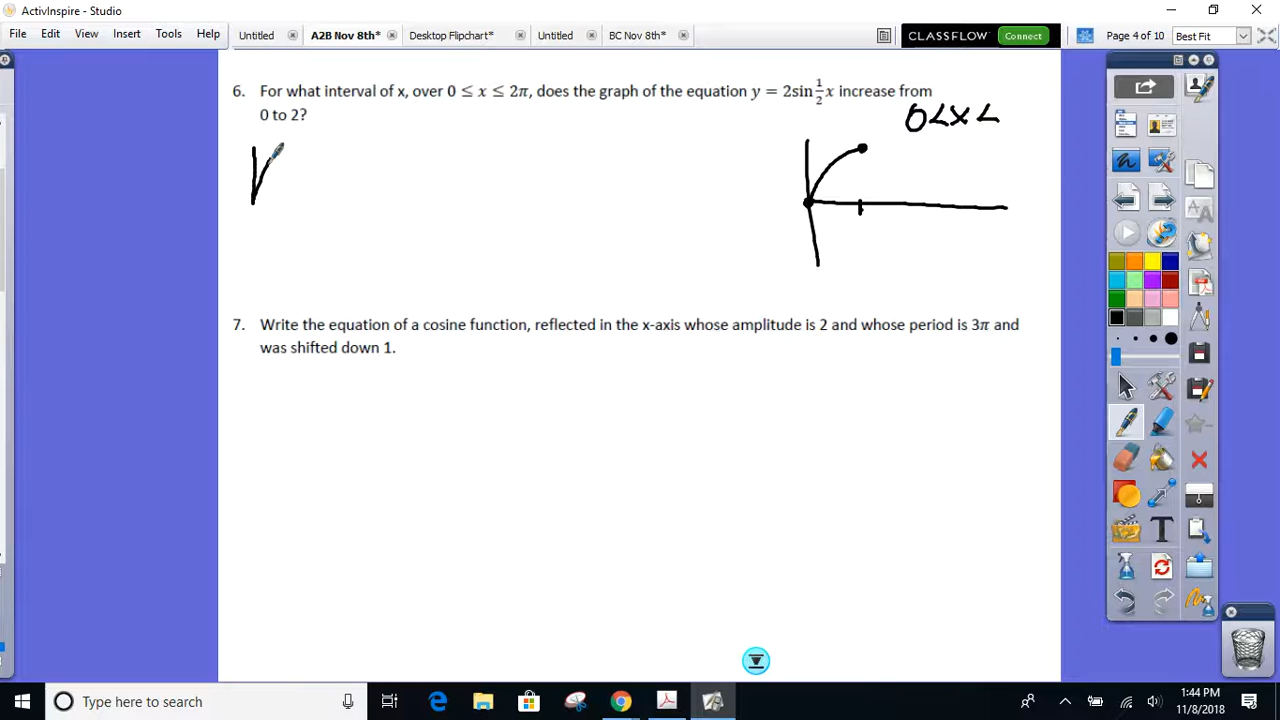 ActivInspire - Studio
File Edit View Insert Tools Help Untitled A2B Nov 8th* Desktop Flipchart* Untitled BC Nov 8th* CLASSFLOW Connect Page 4 of 10 Best Fit
6. For what interval of x, over 0 ≤ x ≤ 2π, does the graph of the equation y = 2sin½x increase from
0 to 2?
0<x<
7. Write the equation of a cosine function, reflected in the x-axis whose amplitude is 2 and whose period is 3π and
was shifted down 1.
Type here to search
1:44 PM
11/8/2018